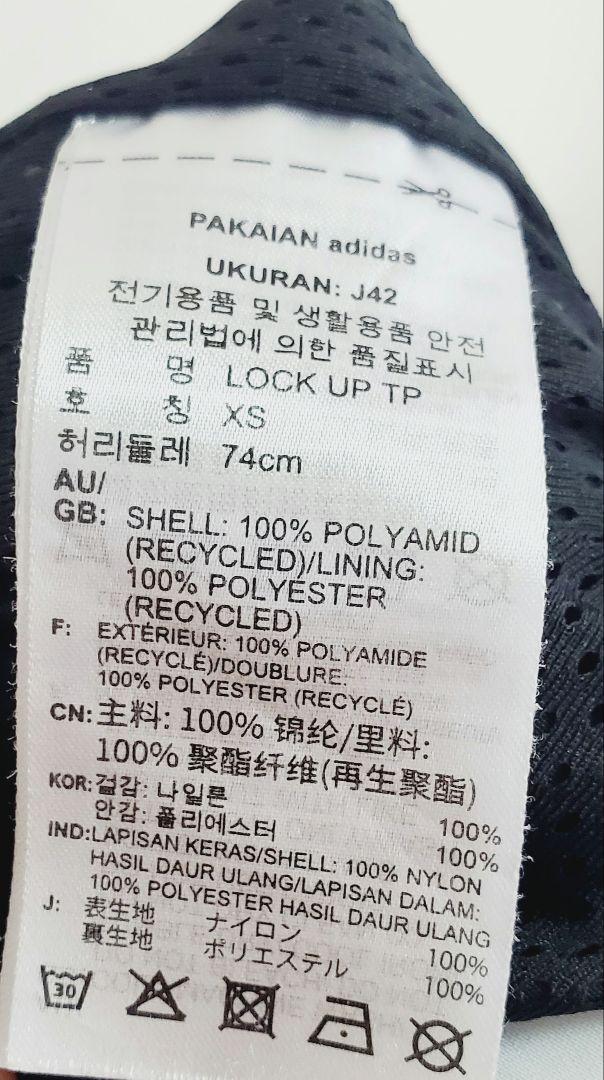 PAKAIAN adidas
UKURAN: J42
전기용품 및 생활용품 안전
관리법에 의한 품질표시
품 명 LOCK UP TP
호 칭 XS
허리둘레 74cm
AU/
GB: SHELL: 100% POLYAMID
(RECYCLED)/LINING:
100% POLYESTER
(RECYCLED)
F: EXTÉRIEUR: 100% POLYAMIDE
(RECYCLÉ)/DOUBLURE:
100% POLYESTER (RECYCLÉ)
CN: 主料: 100% 锦纶/里料:
100% 聚酯纤维(再生聚酯)
KOR: 겉감: 나일론 100%
안감: 폴리에스터 100%
IND: LAPISAN KERAS/SHELL: 100% NYLON
HASIL DAUR ULANG/LAPISAN DALAM:
100% POLYESTER HASIL DAUR ULANG
J: 表生地 ナイロン 100%
裏生地 ポリエステル 100%
30